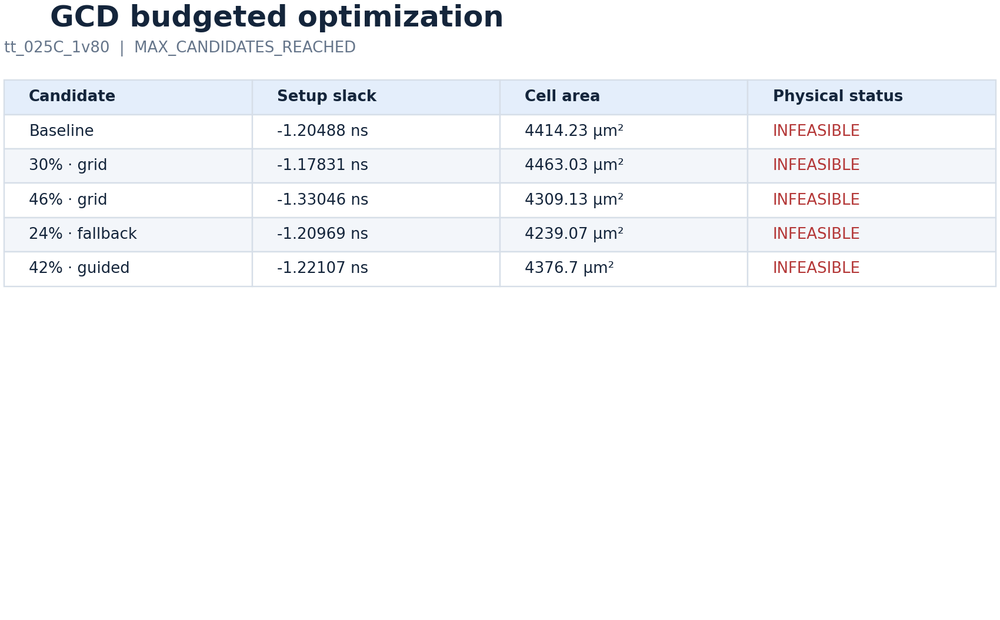 GCD budgeted optimization
tt_025C_1v80 | MAX_CANDIDATES_REACHED
Candidate Setup slack Cell area Physical status
Baseline -1.20488 ns 4414.23 µm² INFEASIBLE
30% · grid -1.17831 ns 4463.03 µm² INFEASIBLE
46% · grid -1.33046 ns 4309.13 µm² INFEASIBLE
24% · fallback -1.20969 ns 4239.07 µm² INFEASIBLE
42% · guided -1.22107 ns 4376.7 µm² INFEASIBLE